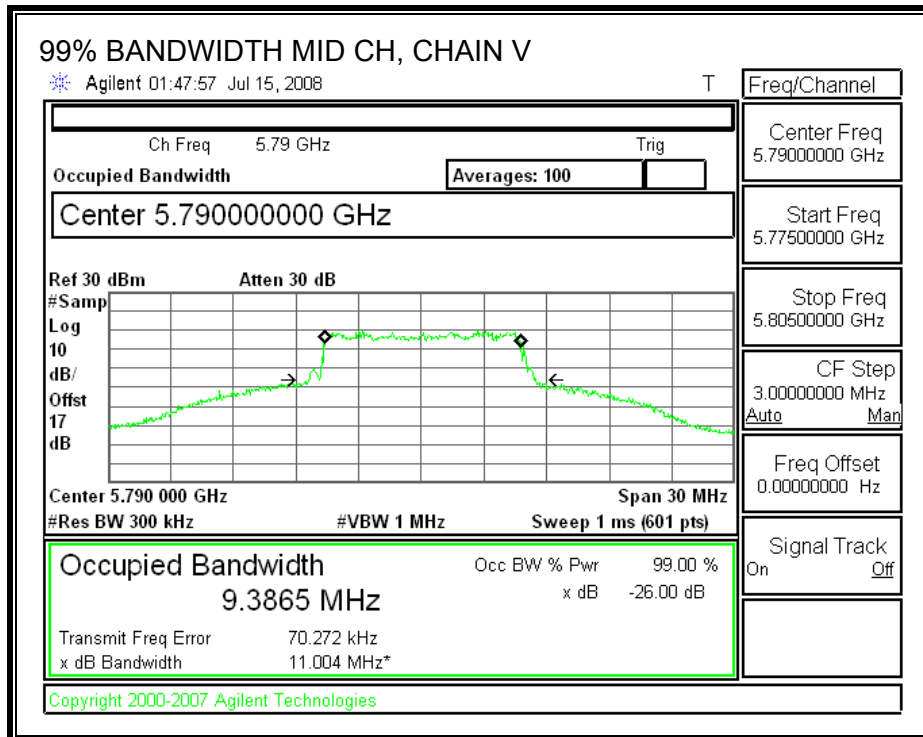 99% BANDWIDTH MID CH, CHAIN V
Agilent 01:47:57 Jul 15, 2008 T
Freq/Channel
Ch Freq 5.79 GHz Trig
Occupied Bandwidth Averages: 100
Center 5.790000000 GHz
Ref 30 dBm Atten 30 dB
#Samp
Log
10
dB/
Offst
17
dB
Center 5.790 000 GHz Span 30 MHz
#Res BW 300 kHz #VBW 1 MHz Sweep 1 ms (601 pts)
Occupied Bandwidth Occ BW % Pwr 99.00 %
9.3865 MHz x dB -26.00 dB
Transmit Freq Error 70.272 kHz
x dB Bandwidth 11.004 MHz*
Copyright 2000-2007 Agilent Technologies
Center Freq
5.79000000 GHz
Start Freq
5.77500000 GHz
Stop Freq
5.80500000 GHz
CF Step
3.00000000 MHz
Auto Man
Freq Offset
0.00000000 Hz
Signal Track
On Off